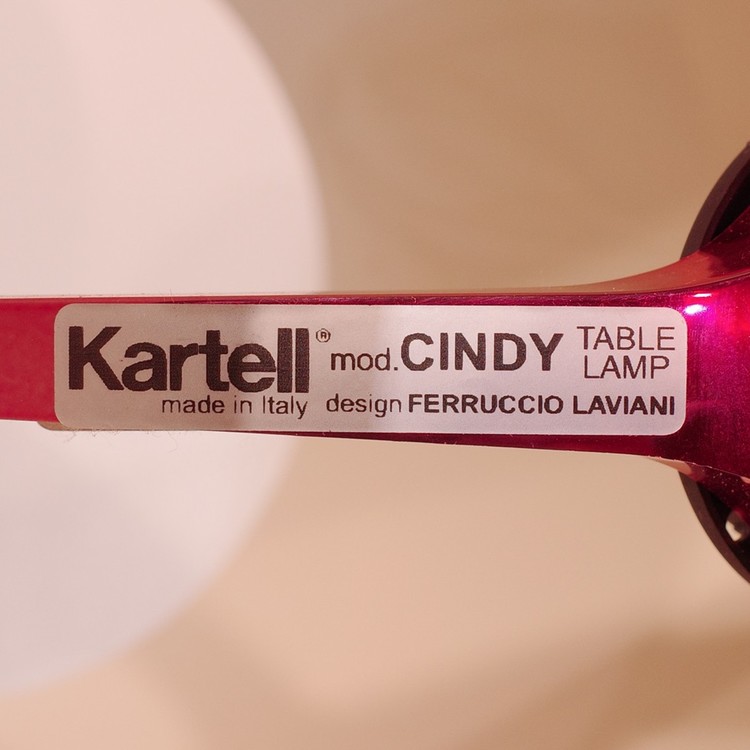 Kartell® mod. CINDY TABLE LAMP
made in Italy design FERRUCCIO LAVIANI